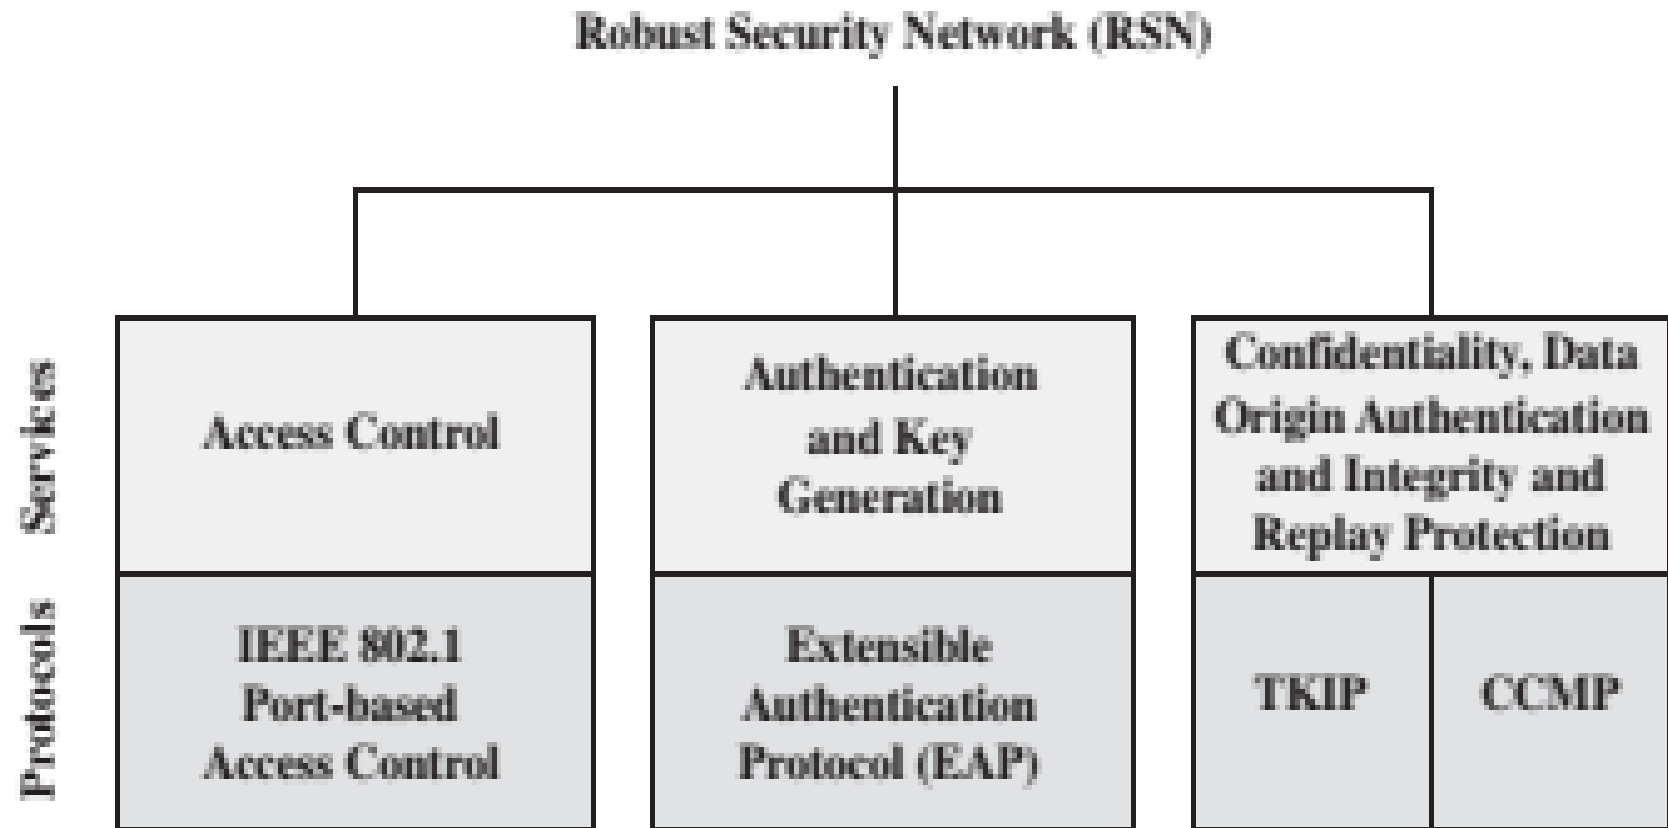 Robust Security Network (RSN)
Services
Access Control
Authentication
and Key
Generation
Confidentiality, Data
Origin Authentication
and Integrity and
Replay Protection
Protocols
IEEE 802.1
Port-based
Access Control
Extensible
Authentication
Protocol (EAP)
TKIP
CCMP